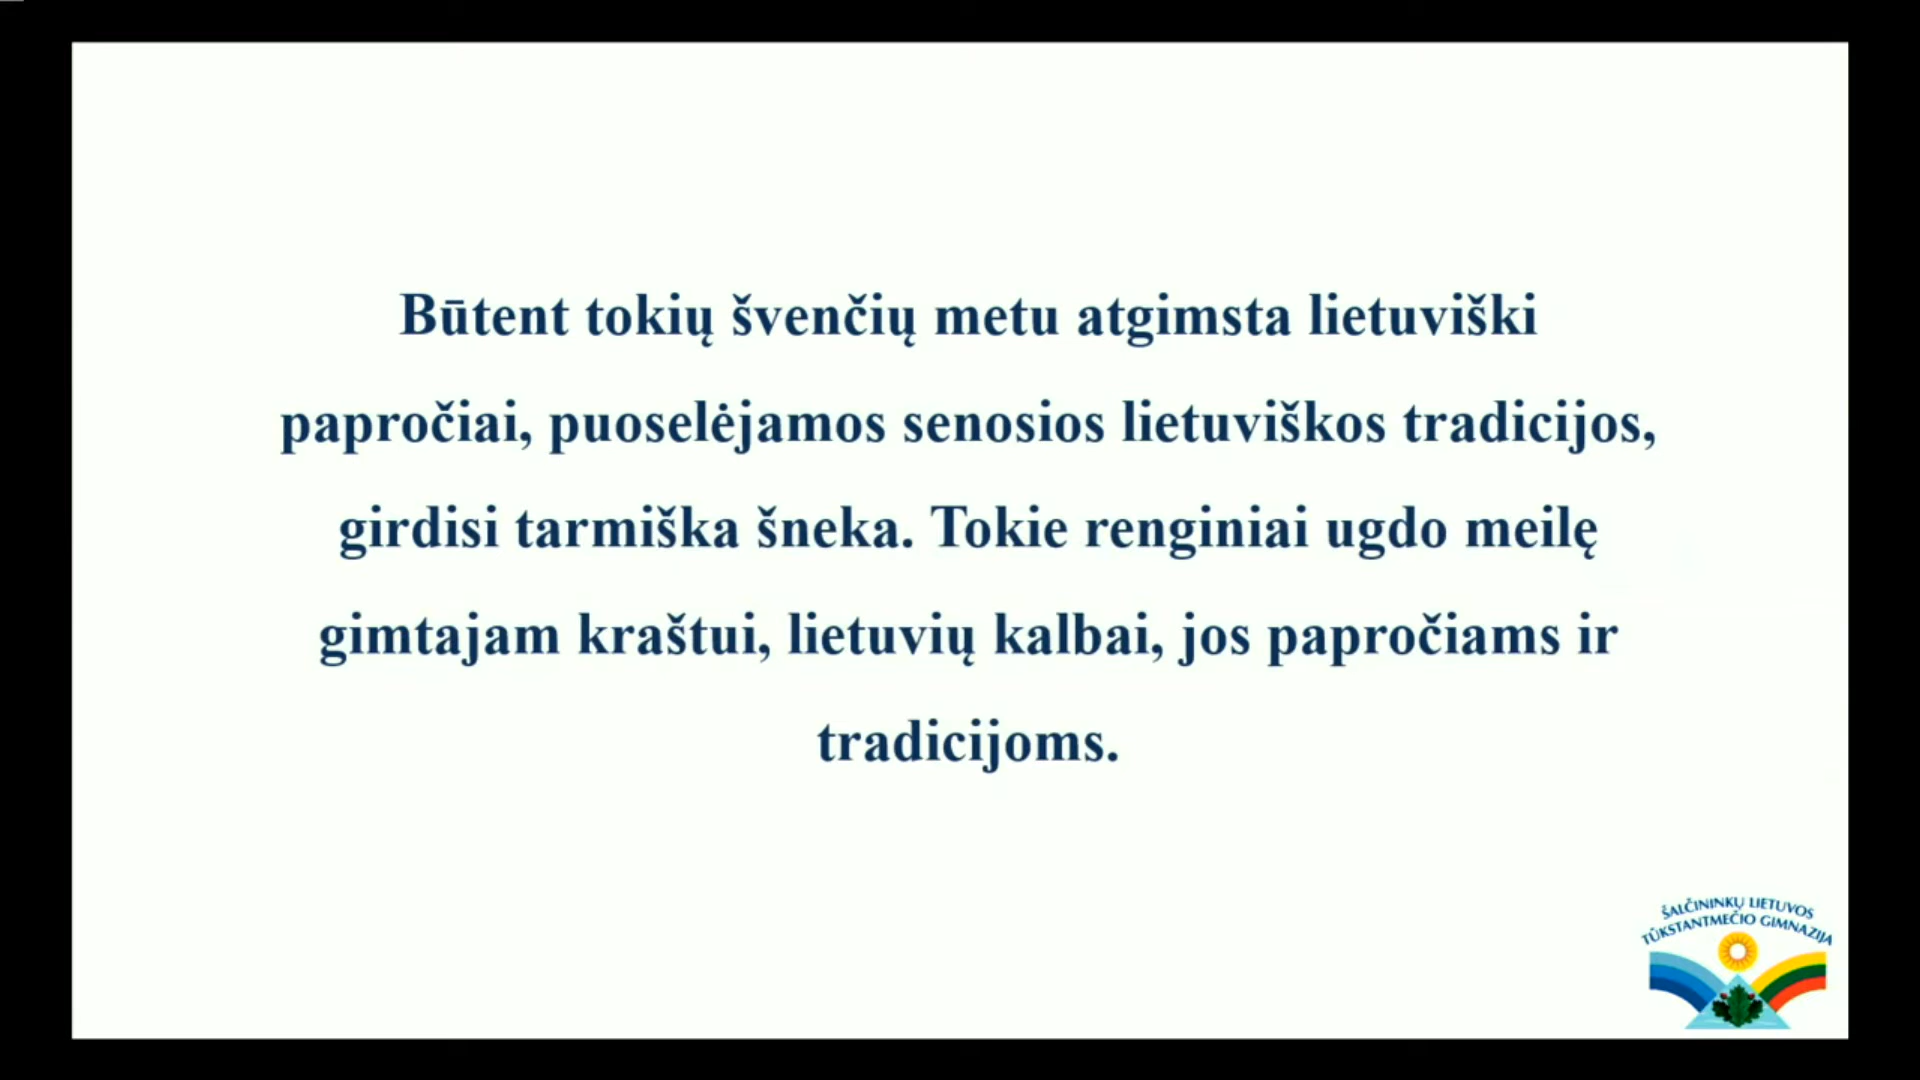 Būtent tokių švenčių metu atgimsta lietuviški
papročiai, puoselėjamos senosios lietuviškos tradicijos,
girdisi tarmiška šneka. Tokie renginiai ugdo meilę
gimtajam kraštui, lietuvių kalbai, jos papročiams ir
tradicijoms.
ŠALČININKŲ LIETUVOS
TŪKSTANTMEČIO GIMNAZIJA